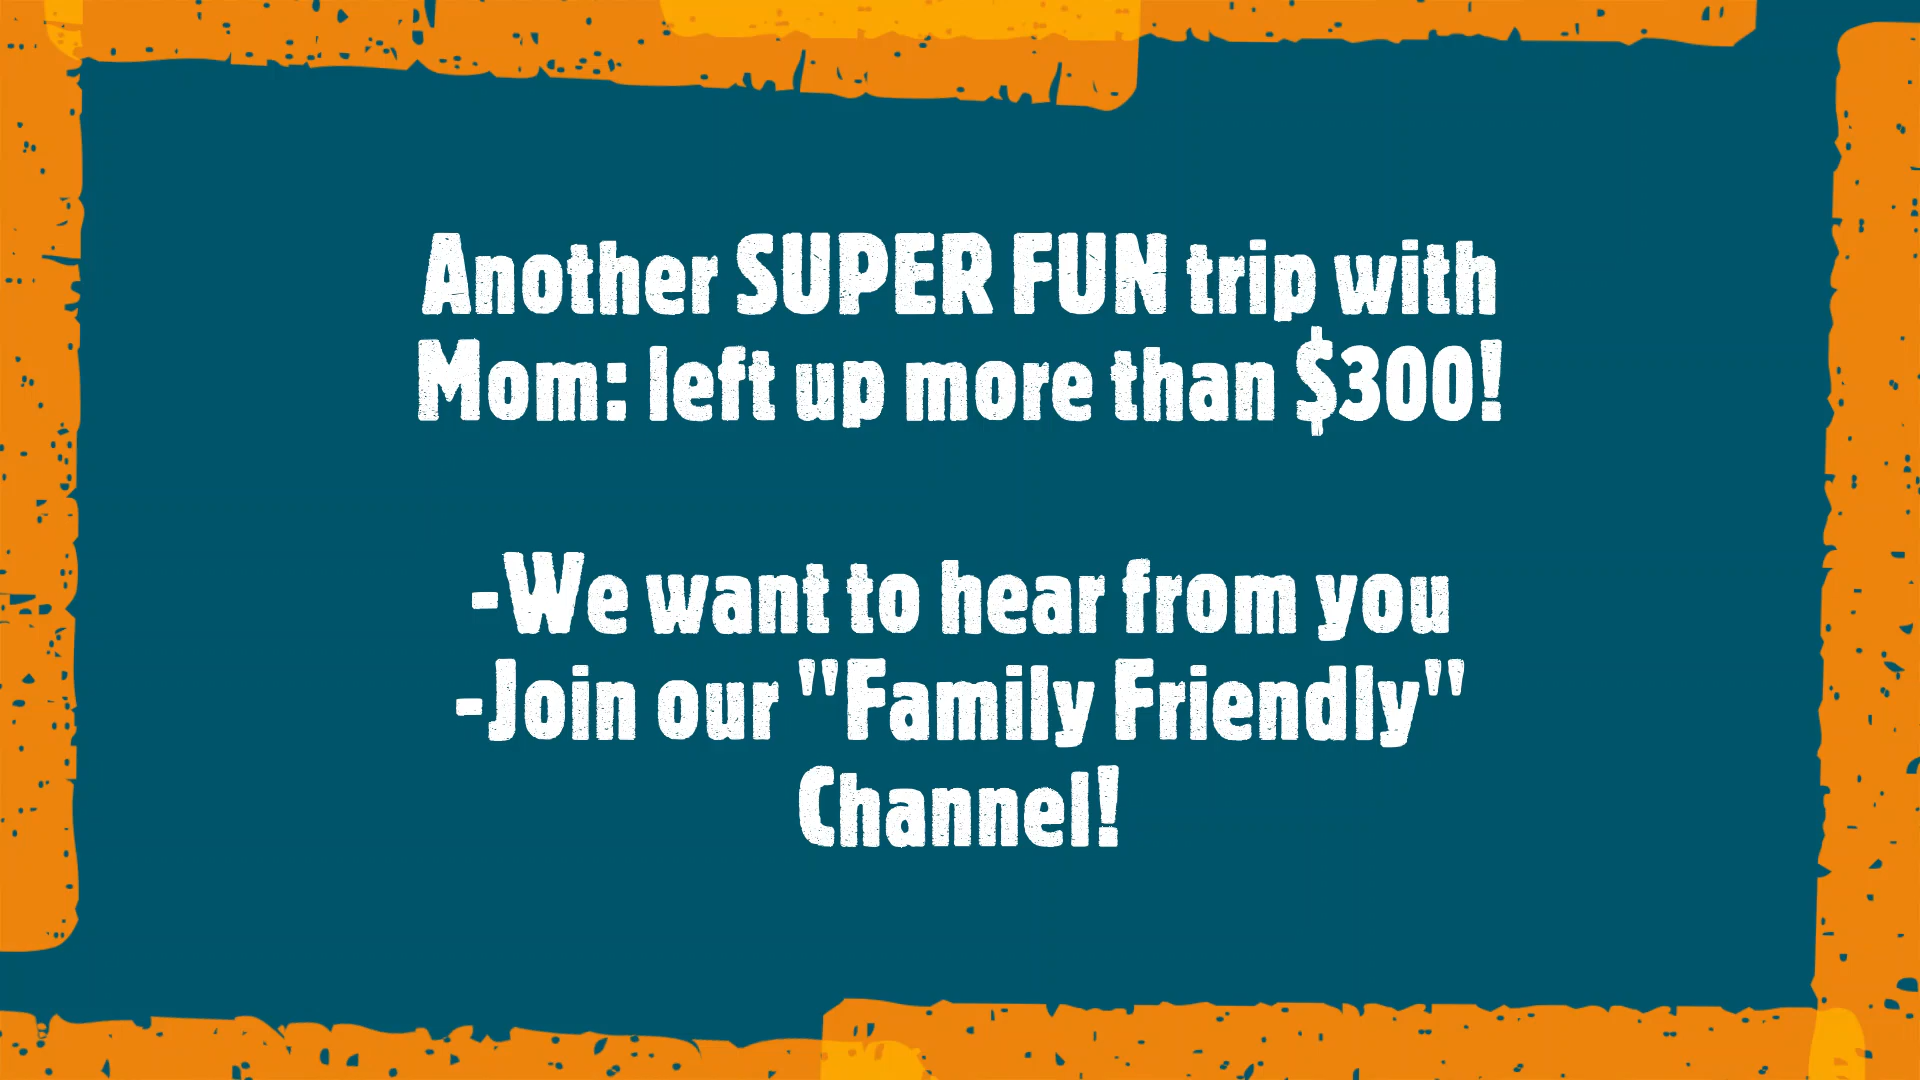 Another SUPER FUN trip with
Mom: left up more than $300!
-We want to hear from you
-Join our "Family Friendly"
Channel!